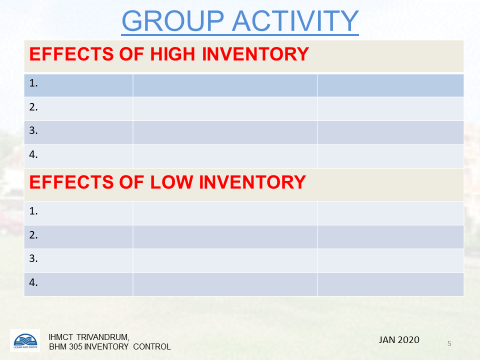 GROUP ACTIVITY
EFFECTS OF HIGH INVENTORY
1.
2.
3.
4.
EFFECTS OF LOW INVENTORY
1.
2.
3.
4.
IHMCT TRIVANDRUM,
BHM 305 INVENTORY CONTROL
JAN 2020
5